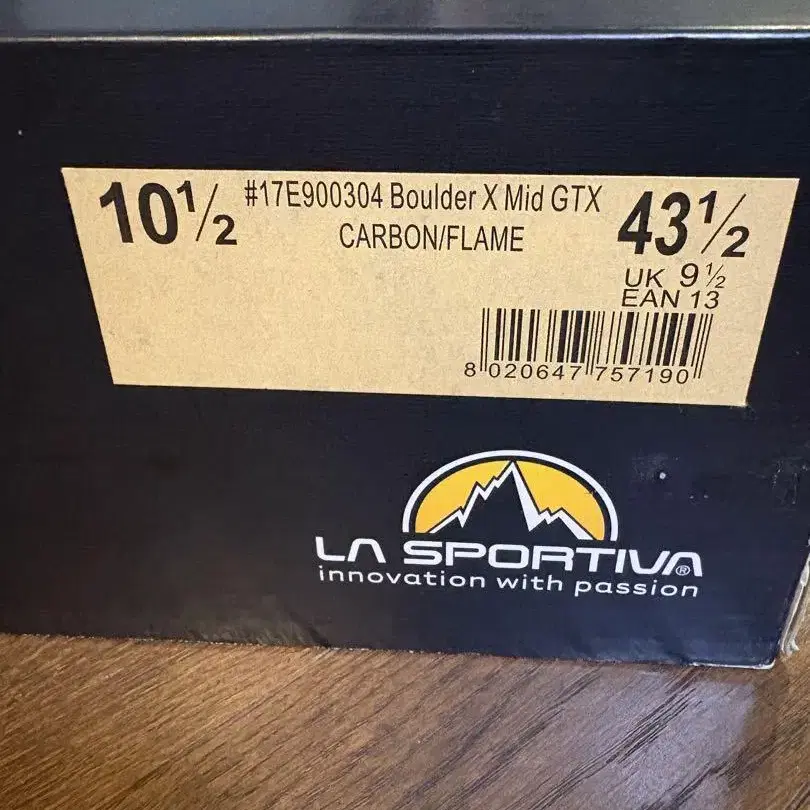 10½ #17E900304 Boulder X Mid GTX 43½
CARBON/FLAME
UK 9½
EAN 13
8 020647 757190
LA SPORTIVA®
innovation with passion